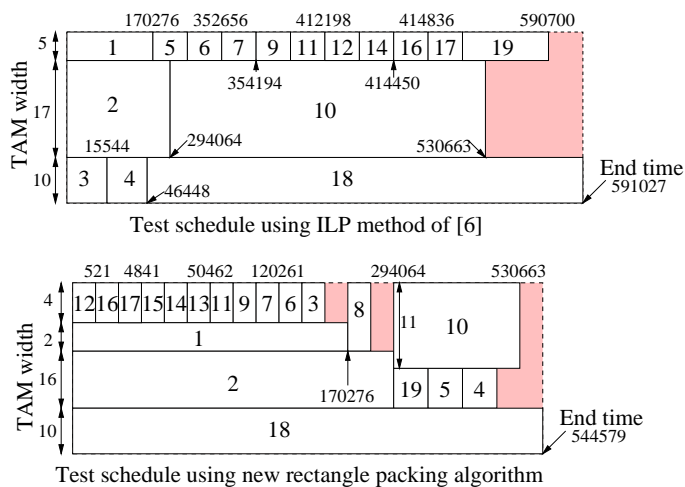 170276 352656 412198 414836 590700
5 1 5 6 7 9 11 12 14 16 17 19
354194 414450
TAM width
17 2 10
15544 294064 530663
10 3 4 18
46448
End time
591027
Test schedule using ILP method of [6]
521 4841 50462 120261 294064 530663
4 12 16 17 15 14 13 11 9 7 6 3 8 11 10
2 1
TAM width
16 2 170276 19 5 4
10 18
End time
544579
Test schedule using new rectangle packing algorithm